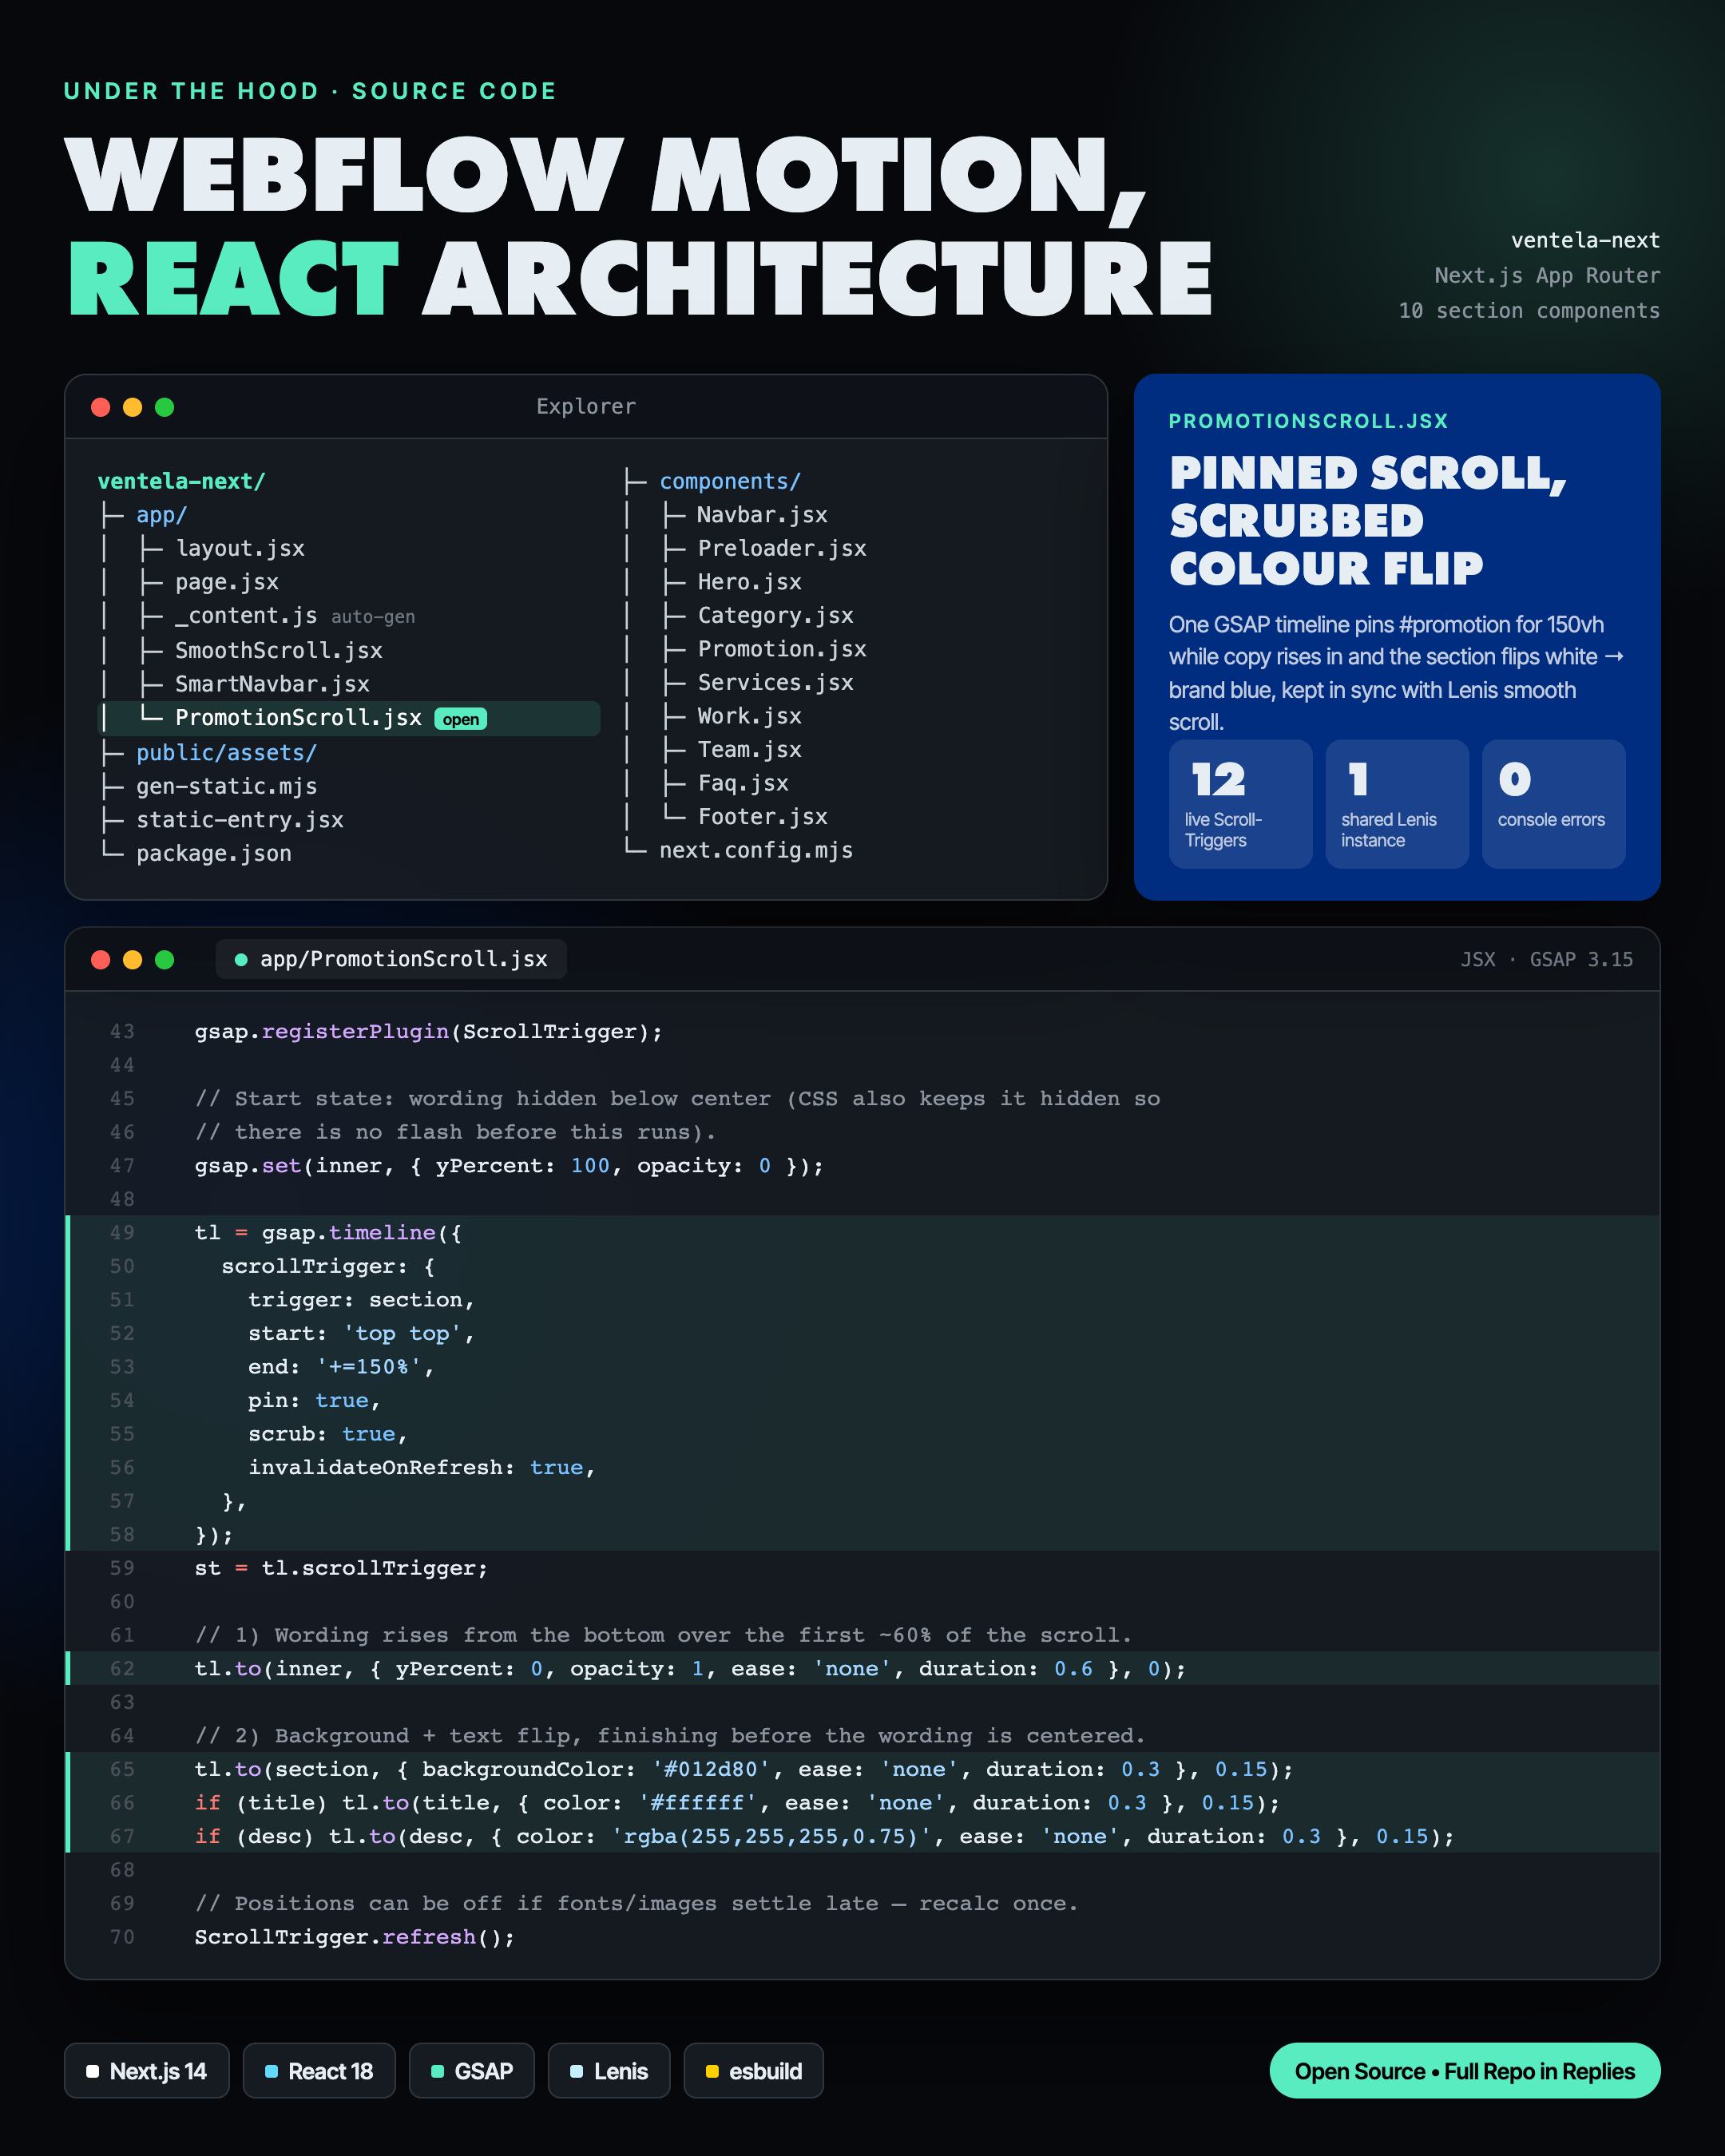 UNDER THE HOOD · SOURCE CODE
WEBFLOW MOTION,
REACT ARCHITECTURE
ventela-next
Next.js App Router
10 section components
Explorer
ventela-next/
├─ app/
│  ├─ layout.jsx
│  ├─ page.jsx
│  ├─ _content.js auto-gen
│  ├─ SmoothScroll.jsx
│  ├─ SmartNavbar.jsx
│  └─ PromotionScroll.jsx open
├─ public/assets/
├─ gen-static.mjs
├─ static-entry.jsx
└─ package.json
├─ components/
│  ├─ Navbar.jsx
│  ├─ Preloader.jsx
│  ├─ Hero.jsx
│  ├─ Category.jsx
│  ├─ Promotion.jsx
│  ├─ Services.jsx
│  ├─ Work.jsx
│  ├─ Team.jsx
│  ├─ Faq.jsx
│  └─ Footer.jsx
└─ next.config.mjs
PROMOTIONSCROLL.JSX
PINNED SCROLL,
SCRUBBED
COLOUR FLIP
One GSAP timeline pins #promotion for 150vh
while copy rises in and the section flips white →
brand blue, kept in sync with Lenis smooth
scroll.
12
live Scroll-
Triggers
1
shared Lenis
instance
0
console errors
app/PromotionScroll.jsx
JSX · GSAP 3.15
43 gsap.registerPlugin(ScrollTrigger);
44
45 // Start state: wording hidden below center (CSS also keeps it hidden so
46 // there is no flash before this runs).
47 gsap.set(inner, { yPercent: 100, opacity: 0 });
48
49 tl = gsap.timeline({
50   scrollTrigger: {
51     trigger: section,
52     start: 'top top',
53     end: '+=150%',
54     pin: true,
55     scrub: true,
56     invalidateOnRefresh: true,
57   },
58 });
59 st = tl.scrollTrigger;
60
61 // 1) Wording rises from the bottom over the first ~60% of the scroll.
62 tl.to(inner, { yPercent: 0, opacity: 1, ease: 'none', duration: 0.6 }, 0);
63
64 // 2) Background + text flip, finishing before the wording is centered.
65 tl.to(section, { backgroundColor: '#012d80', ease: 'none', duration: 0.3 }, 0.15);
66 if (title) tl.to(title, { color: '#ffffff', ease: 'none', duration: 0.3 }, 0.15);
67 if (desc) tl.to(desc, { color: 'rgba(255,255,255,0.75)', ease: 'none', duration: 0.3 }, 0.15);
68
69 // Positions can be off if fonts/images settle late — recalc once.
70 ScrollTrigger.refresh();
Next.js 14
React 18
GSAP
Lenis
esbuild
Open Source • Full Repo in Replies